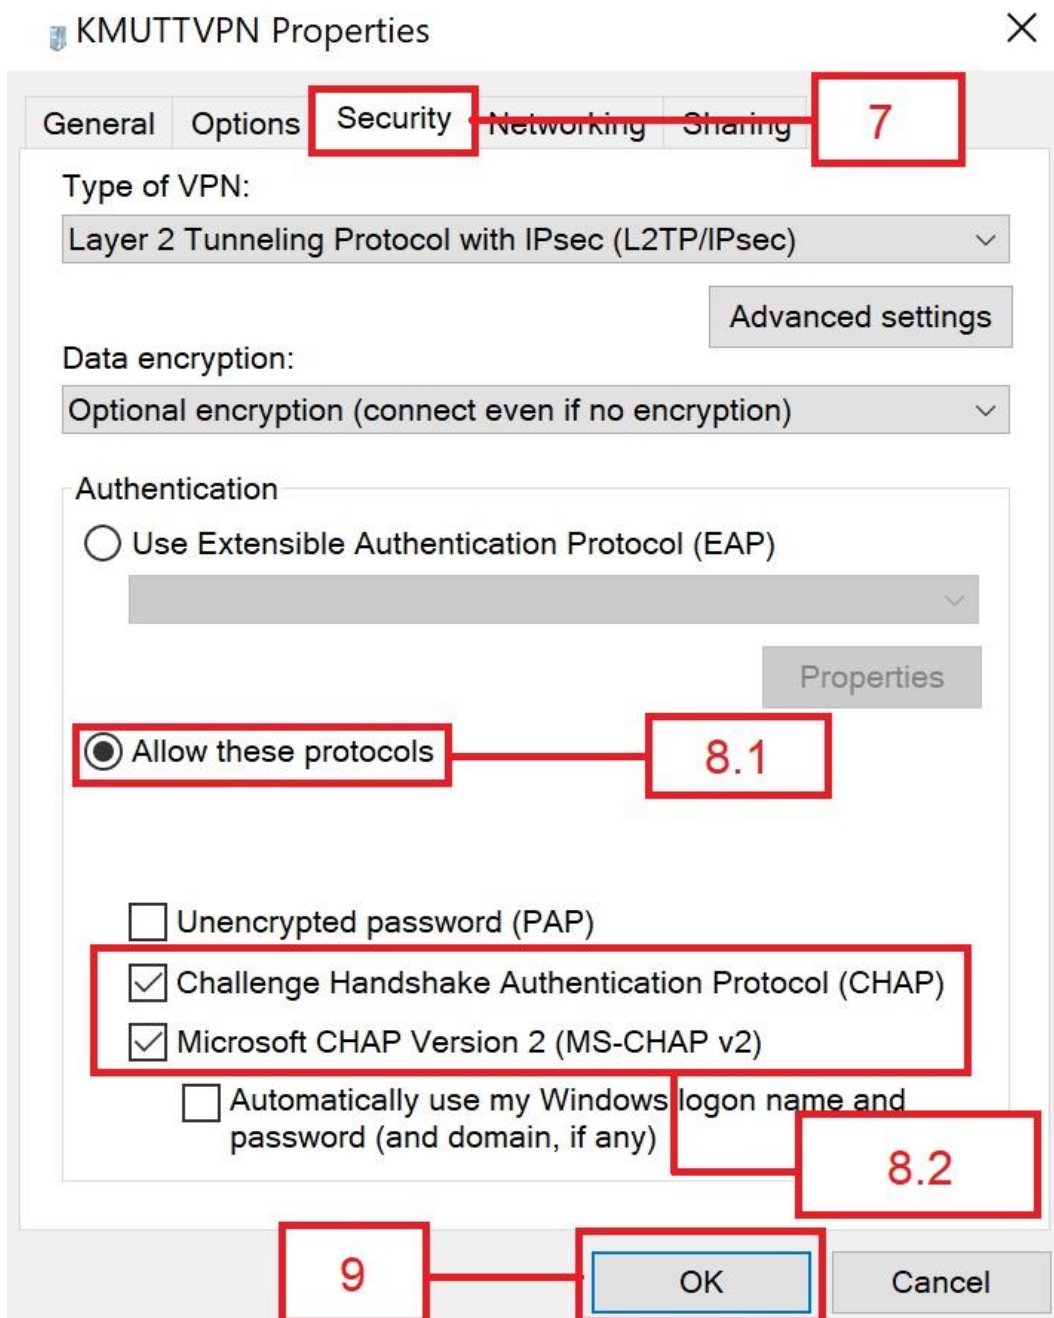 KMUTTVPN Properties
General Options Security Networking Sharing 7
Type of VPN:
Layer 2 Tunneling Protocol with IPsec (L2TP/IPsec)
Advanced settings
Data encryption:
Optional encryption (connect even if no encryption)
Authentication
Use Extensible Authentication Protocol (EAP)
Properties
Allow these protocols 8.1
Unencrypted password (PAP)
Challenge Handshake Authentication Protocol (CHAP)
Microsoft CHAP Version 2 (MS-CHAP v2)
Automatically use my Windows logon name and
password (and domain, if any)
8.2
9 OK Cancel